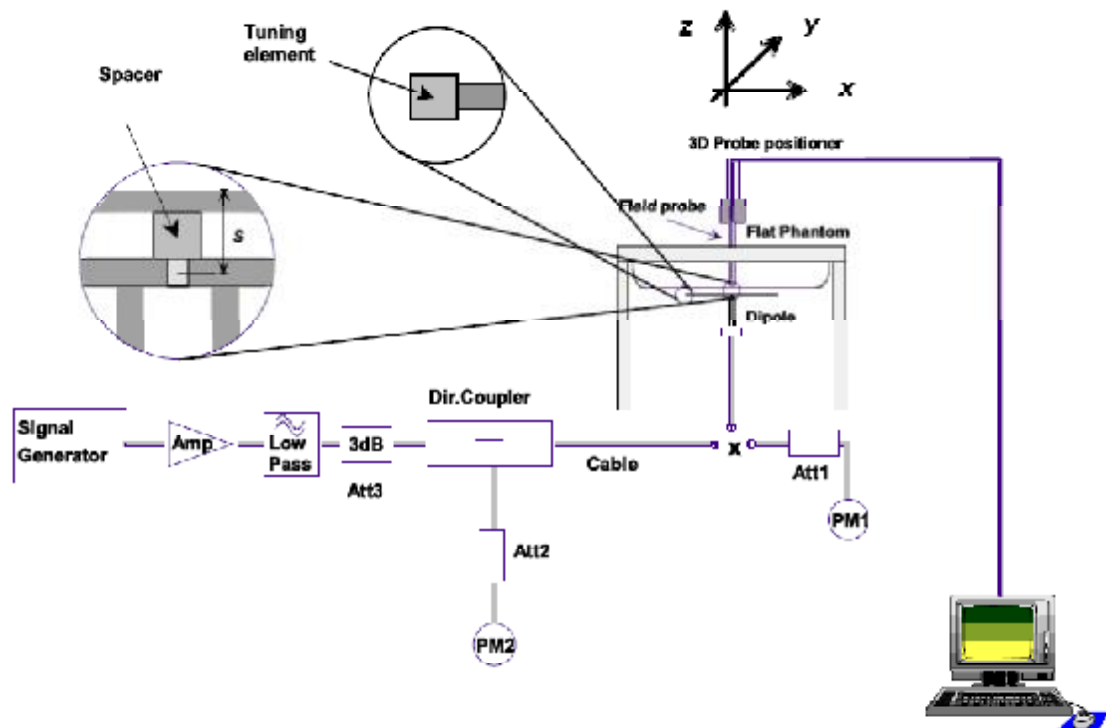 Tuning
element
Spacer
z
y
x
3D Probe positioner
Field probe
Flat Phantom
s
Dipole
Dir.Coupler
Signal
Generator
Amp
Low
Pass
3dB
Att3
Cable
x
Att1
PM1
Att2
PM2